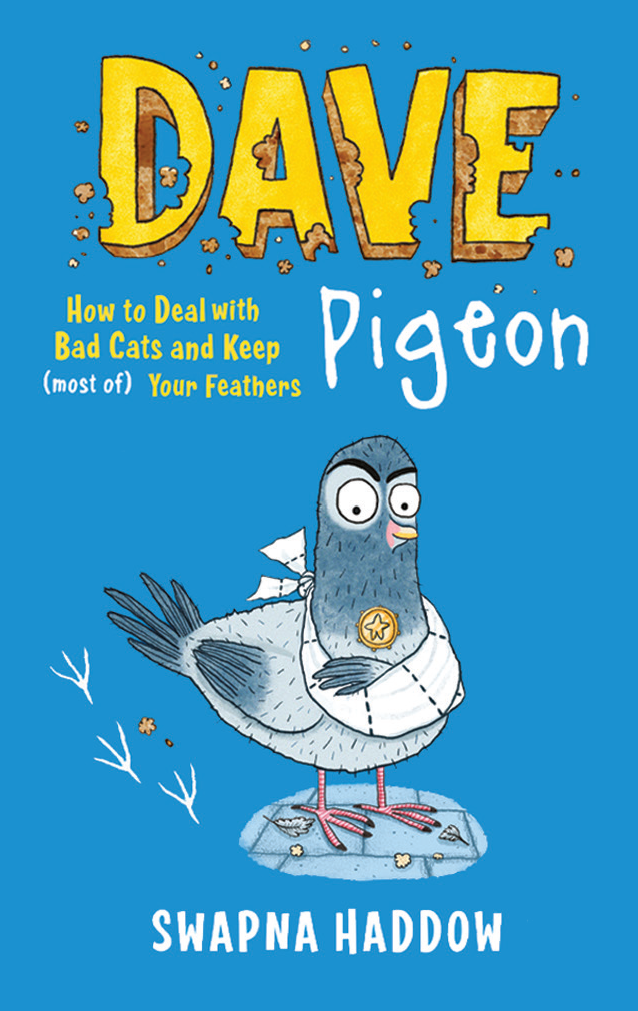 DAVE
Pigeon
How to Deal with
Bad Cats and Keep
(most of) Your Feathers
SWAPNA HADDOW